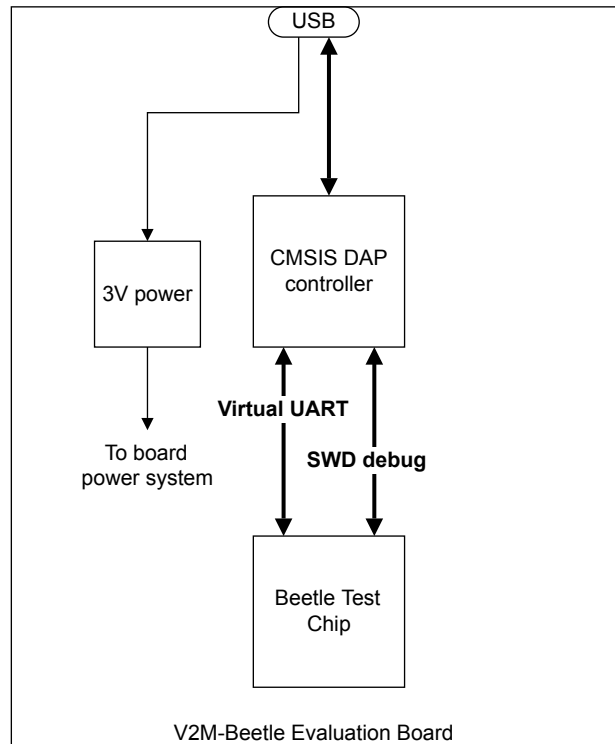 USB
CMSIS DAP
controller
3V power
Virtual UART
To board
power system
SWD debug
Beetle Test
Chip
V2M-Beetle Evaluation Board